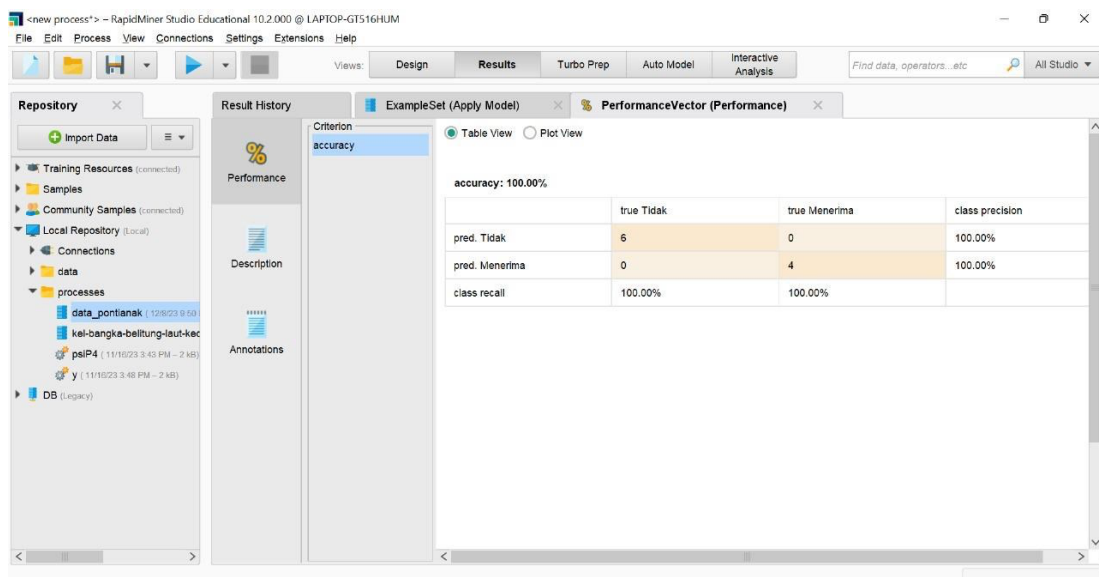 <new process*> – RapidMiner Studio Educational 10.2.000 @ LAPTOP-GT516HUM
File Edit Process View Connections Settings Extensions Help
Views: Design Results Turbo Prep Auto Model Interactive Analysis Find data, operators...etc All Studio
Repository
Result History
ExampleSet (Apply Model)
% PerformanceVector (Performance)
Import Data
Training Resources (connected)
Samples
Community Samples (connected)
Local Repository (Local)
Connections
data
processes
data_pontianak (12/8/23 9:50
kel-bangka-belitung-laut-kec
psiP4 (11/16/23 3:43 PM – 2 kB)
y (11/16/23 3:48 PM – 2 kB)
DB (Legacy)
%
Performance
Description
Annotations
Criterion
accuracy
Table View Plot View
accuracy: 100.00%
true Tidak true Menerima class precision
pred. Tidak 6 0 100.00%
pred. Menerima 0 4 100.00%
class recall 100.00% 100.00%